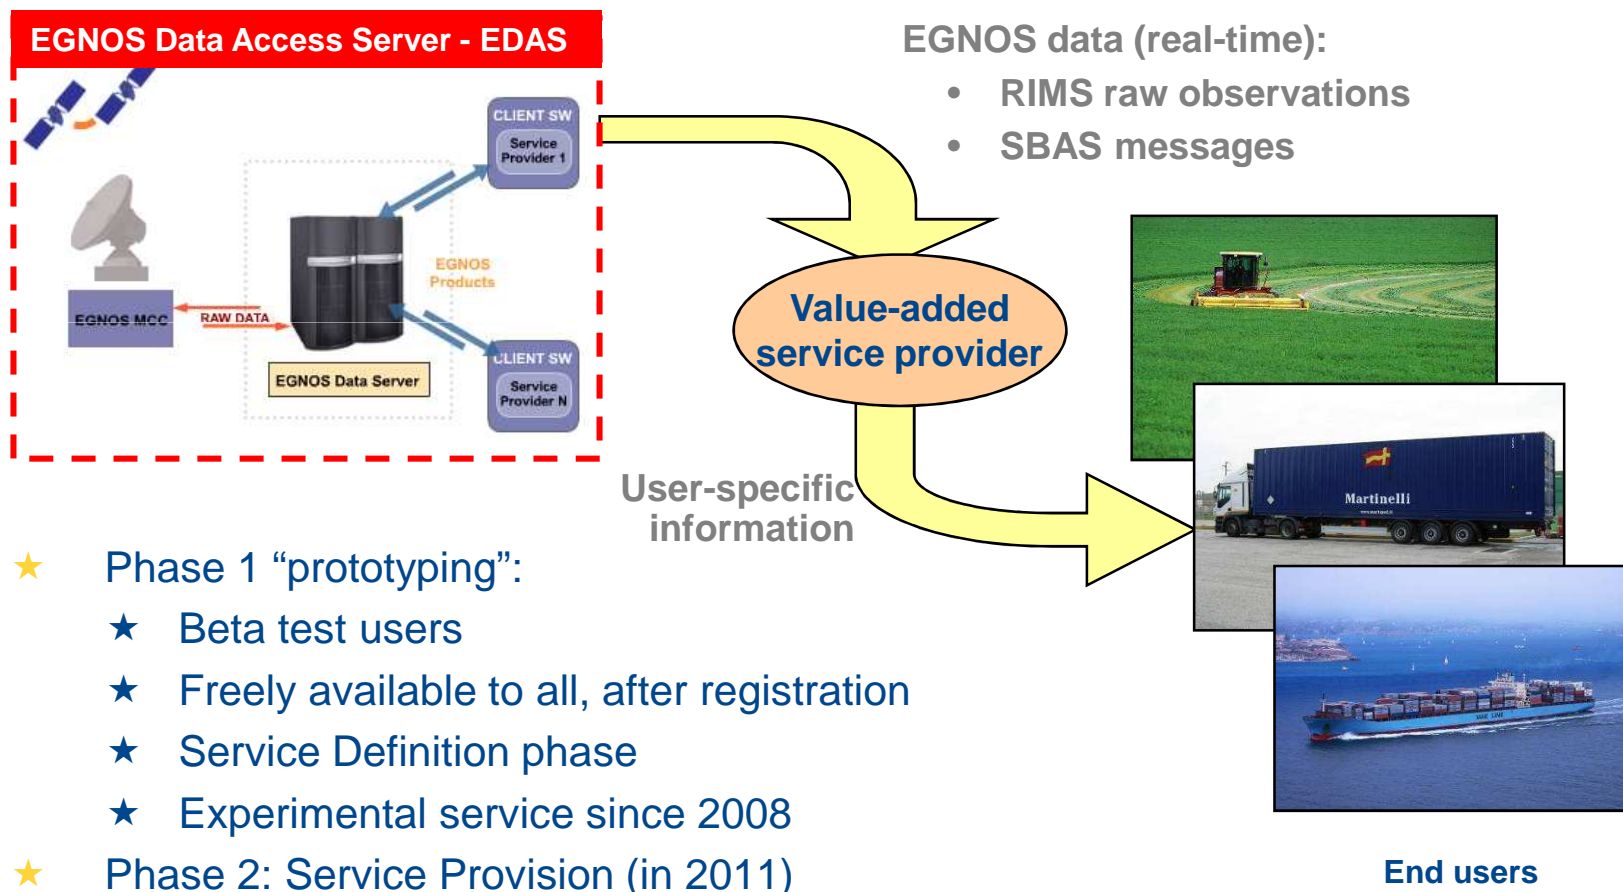 EGNOS Data Access Server - EDAS
CLIENT SW
Service
Provider 1
EGNOS
Products
EGNOS MCC
RAW DATA
EGNOS Data Server
CLIENT SW
Service
Provider N
EGNOS data (real-time):
• RIMS raw observations
• SBAS messages
Value-added
service provider
User-specific
information
Martinelli
★ Phase 1 “prototyping”:
★ Beta test users
★ Freely available to all, after registration
★ Service Definition phase
★ Experimental service since 2008
★ Phase 2: Service Provision (in 2011)
End users